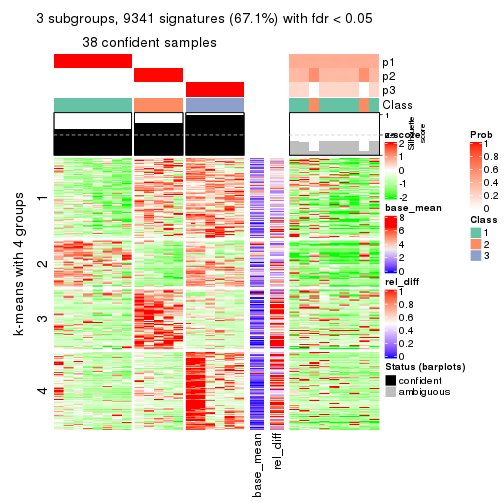 3 subgroups, 9341 signatures (67.1%) with fdr < 0.05
38 confident samples
p1
p2
p3
Class
1
Silhouette
score
k-means with 4 groups
1
2
3
4
base_mean
rel_diff
z-score
2
1
0
-1
-2
base_mean
8
6
4
2
0
rel_diff
1
0.8
0.6
0.4
0.2
0
Status (barplots)
confident
ambiguous
Prob
1
0.8
0.6
0.4
0.2
0
Class
1
2
3